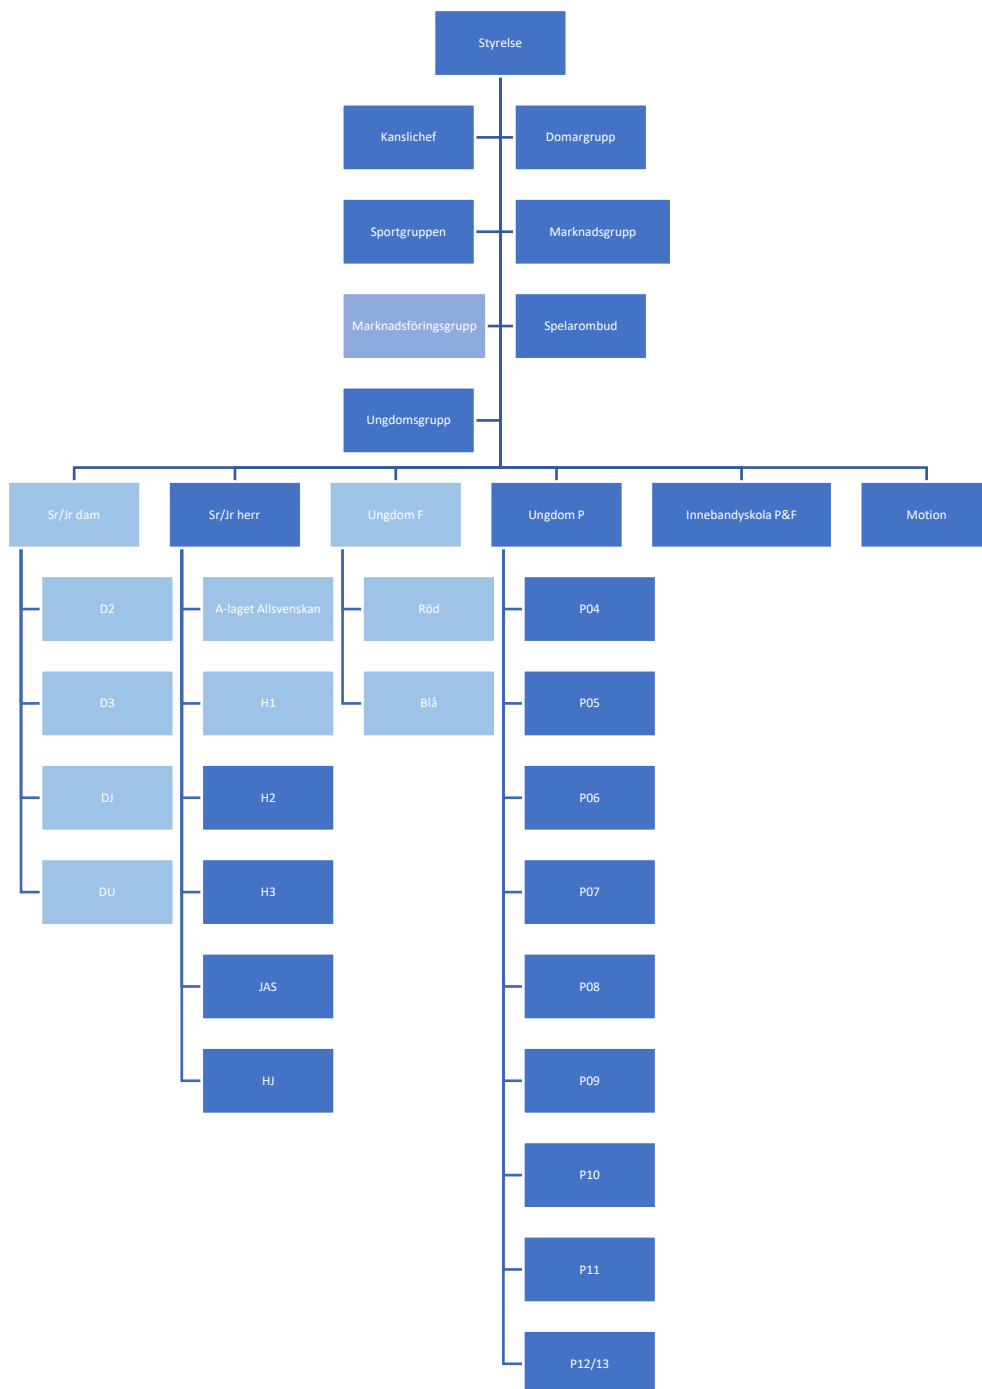 Styrelse
Kanslichef
Domargrupp
Sportgruppen
Marknadsgrupp
Marknadsföringsgrupp
Spelarombud
Ungdomsgrupp
Sr/Jr dam
Sr/Jr herr
Ungdom F
Ungdom P
Innebandyskola P&F
Motion
D2
A-laget Allsvenskan
Röd
P04
D3
H1
Blå
P05
DJ
H2
P06
DU
H3
P07
JAS
P08
HJ
P09
P10
P11
P12/13